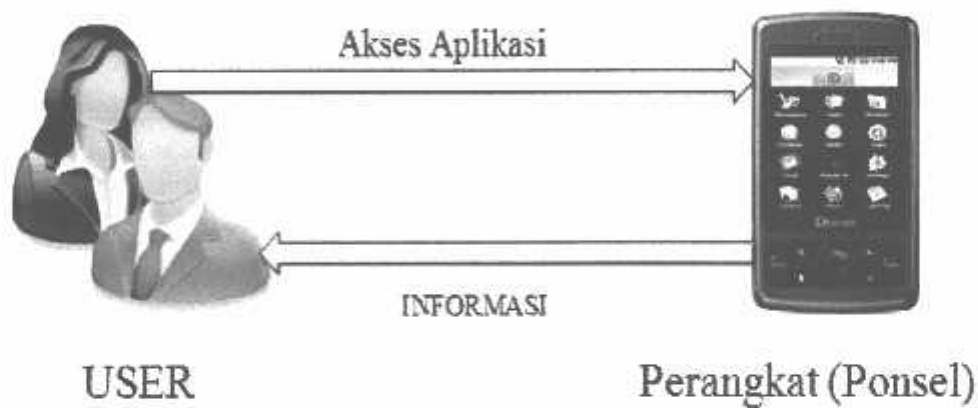 Akses Aplikasi
INFORMASI
USER
Perangkat (Ponsel)